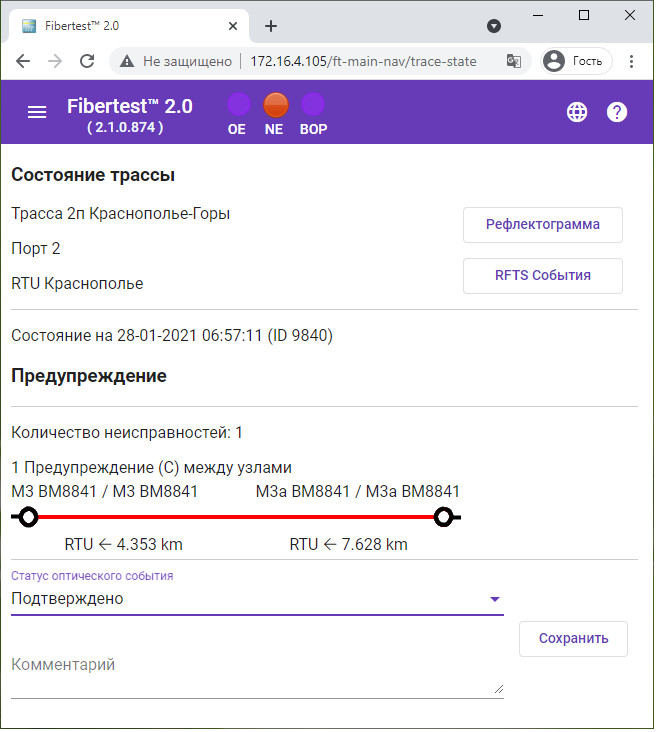 Fibertest™ 2.0
Не защищено
172.16.4.105/ft-main-nav/trace-state
Гость
Fibertest™ 2.0
( 2.1.0.874 )
OE NE BOP
Состояние трассы
Трасса 2п Краснополье-Горы
Рефлектограмма
Порт 2
RFTS События
RTU Краснополье
Состояние на 28-01-2021 06:57:11 (ID 9840)
Предупреждение
Количество неисправностей: 1
1 Предупреждение (C) между узлами
М3 ВМ8841 / М3 ВМ8841 М3а ВМ8841 / М3а ВМ8841
RTU ← 4.353 km RTU ← 7.628 km
Статус оптического события
Подтверждено
Сохранить
Комментарий